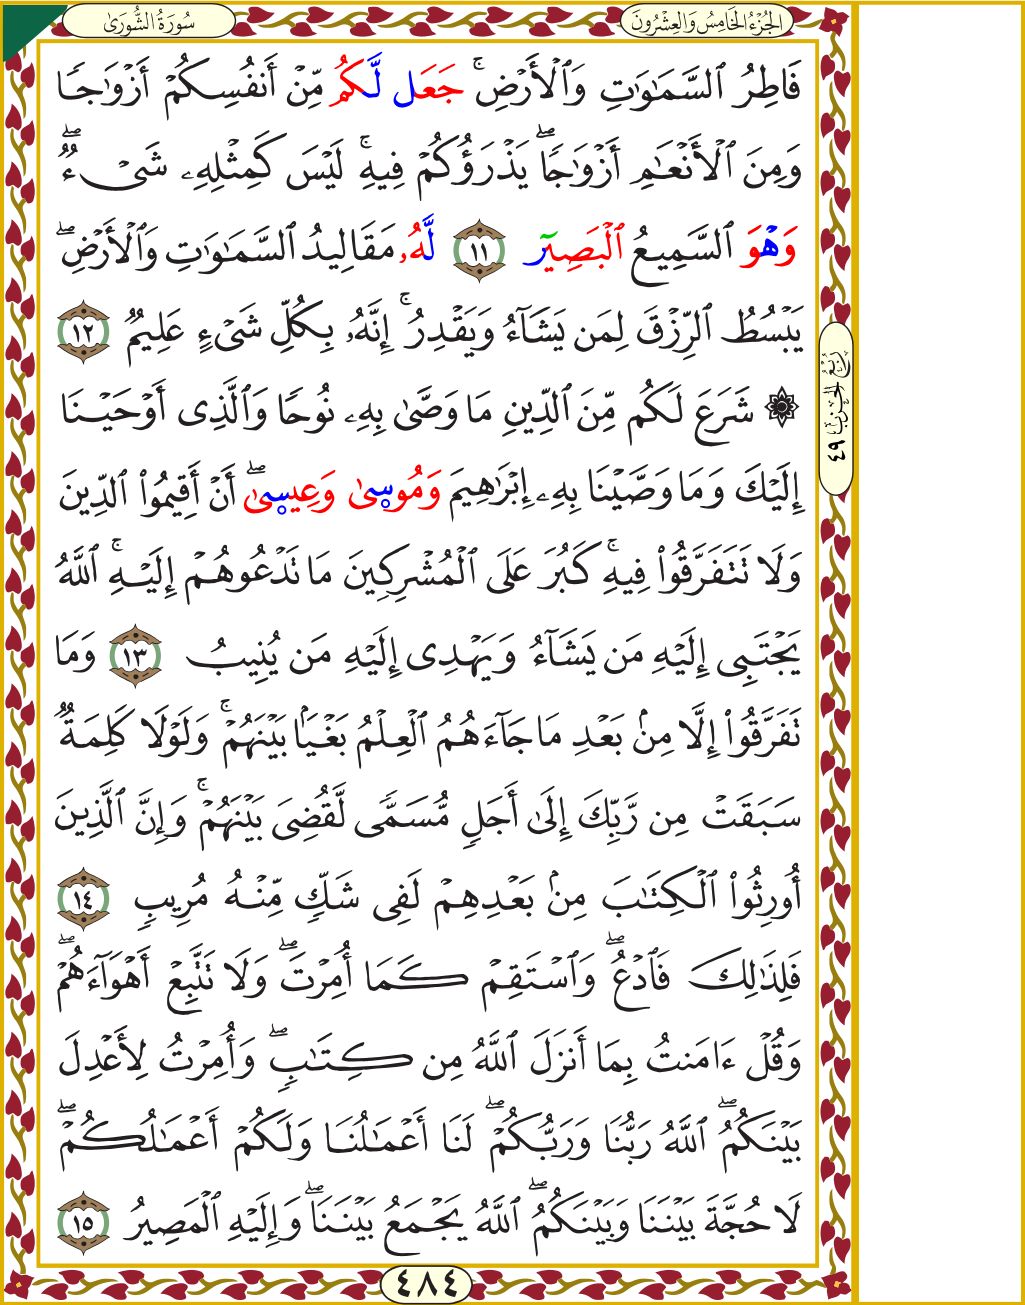 الجُزْءُ الخَامِسُ وَالعِشْرُونَ
سُورَةُ الشُّورَىٰ
فَاطِرُ ٱلسَّمَٰوَٰتِ وَٱلۡأَرۡضِۚ جَعَل لَّكُم مِّنۡ أَنفُسِكُمۡ أَزۡوَٰجٗا
وَمِنَ ٱلۡأَنۡعَٰمِ أَزۡوَٰجٗاۖ يَذۡرَؤُكُمۡ فِيهِۚ لَيۡسَ كَمِثۡلِهِۦ شَيۡءٞۖ
وَهۡوَ ٱلسَّمِيعُ ٱلۡبَصِير ١١ لَّهُۥ مَقَالِيدُ ٱلسَّمَٰوَٰتِ وَٱلۡأَرۡضِۖ
يَبۡسُطُ ٱلرِّزۡقَ لِمَن يَشَآءُ وَيَقۡدِرُۚ إِنَّهُۥ بِكُلِّ شَيۡءٍ عَلِيمٞ ١٢
۞ شَرَعَ لَكُم مِّنَ ٱلدِّينِ مَا وَصَّىٰ بِهِۦ نُوحٗا وَٱلَّذِيٓ أَوۡحَيۡنَآ
إِلَيۡكَ وَمَا وَصَّيۡنَا بِهِۦٓ إِبۡرَٰهِيمَ وَمُوسىٰ وَعِيسىٰٓۖ أَنۡ أَقِيمُواْ ٱلدِّينَ
وَلَا تَتَفَرَّقُواْ فِيهِۚ كَبُرَ عَلَى ٱلۡمُشۡرِكِينَ مَا تَدۡعُوهُمۡ إِلَيۡهِۚ ٱللَّهُ
يَجۡتَبِيٓ إِلَيۡهِ مَن يَشَآءُ وَيَهۡدِيٓ إِلَيۡهِ مَن يُنِيبُ ١٣ وَمَا
تَفَرَّقُوٓاْ إِلَّا مِنۢ بَعۡدِ مَا جَآءَهُمُ ٱلۡعِلۡمُ بَغۡيَۢا بَيۡنَهُمۡۚ وَلَوۡلَا كَلِمَةٞ
سَبَقَتۡ مِن رَّبِّكَ إِلَىٰٓ أَجَلٖ مُّسَمّٗى لَّقُضِيَ بَيۡنَهُمۡۚ وَإِنَّ ٱلَّذِينَ
أُورِثُواْ ٱلۡكِتَٰبَ مِنۢ بَعۡدِهِمۡ لَفِي شَكّٖ مِّنۡهُ مُرِيبٖ ١٤
فَلِذَٰلِكَ فَٱدۡعُۖ وَٱسۡتَقِمۡ كَمَآ أُمِرۡتَۖ وَلَا تَتَّبِعۡ أَهۡوَآءَهُمۡۖ
وَقُلۡ ءَامَنتُ بِمَآ أَنزَلَ ٱللَّهُ مِن كِتَٰبٖۖ وَأُمِرۡتُ لِأَعۡدِلَ
بَيۡنَكُمُۖ ٱللَّهُ رَبُّنَا وَرَبُّكُمۡۖ لَنَآ أَعۡمَٰلُنَا وَلَكُمۡ أَعۡمَٰلُكُمۡۖ
لَا حُجَّةَ بَيۡنَنَا وَبَيۡنَكُمُۖ ٱللَّهُ يَجۡمَعُ بَيۡنَنَاۖ وَإِلَيۡهِ ٱلۡمَصِيرُ ١٥
رُبْعُ الحِزْبِ ٤٩
٤٨٤